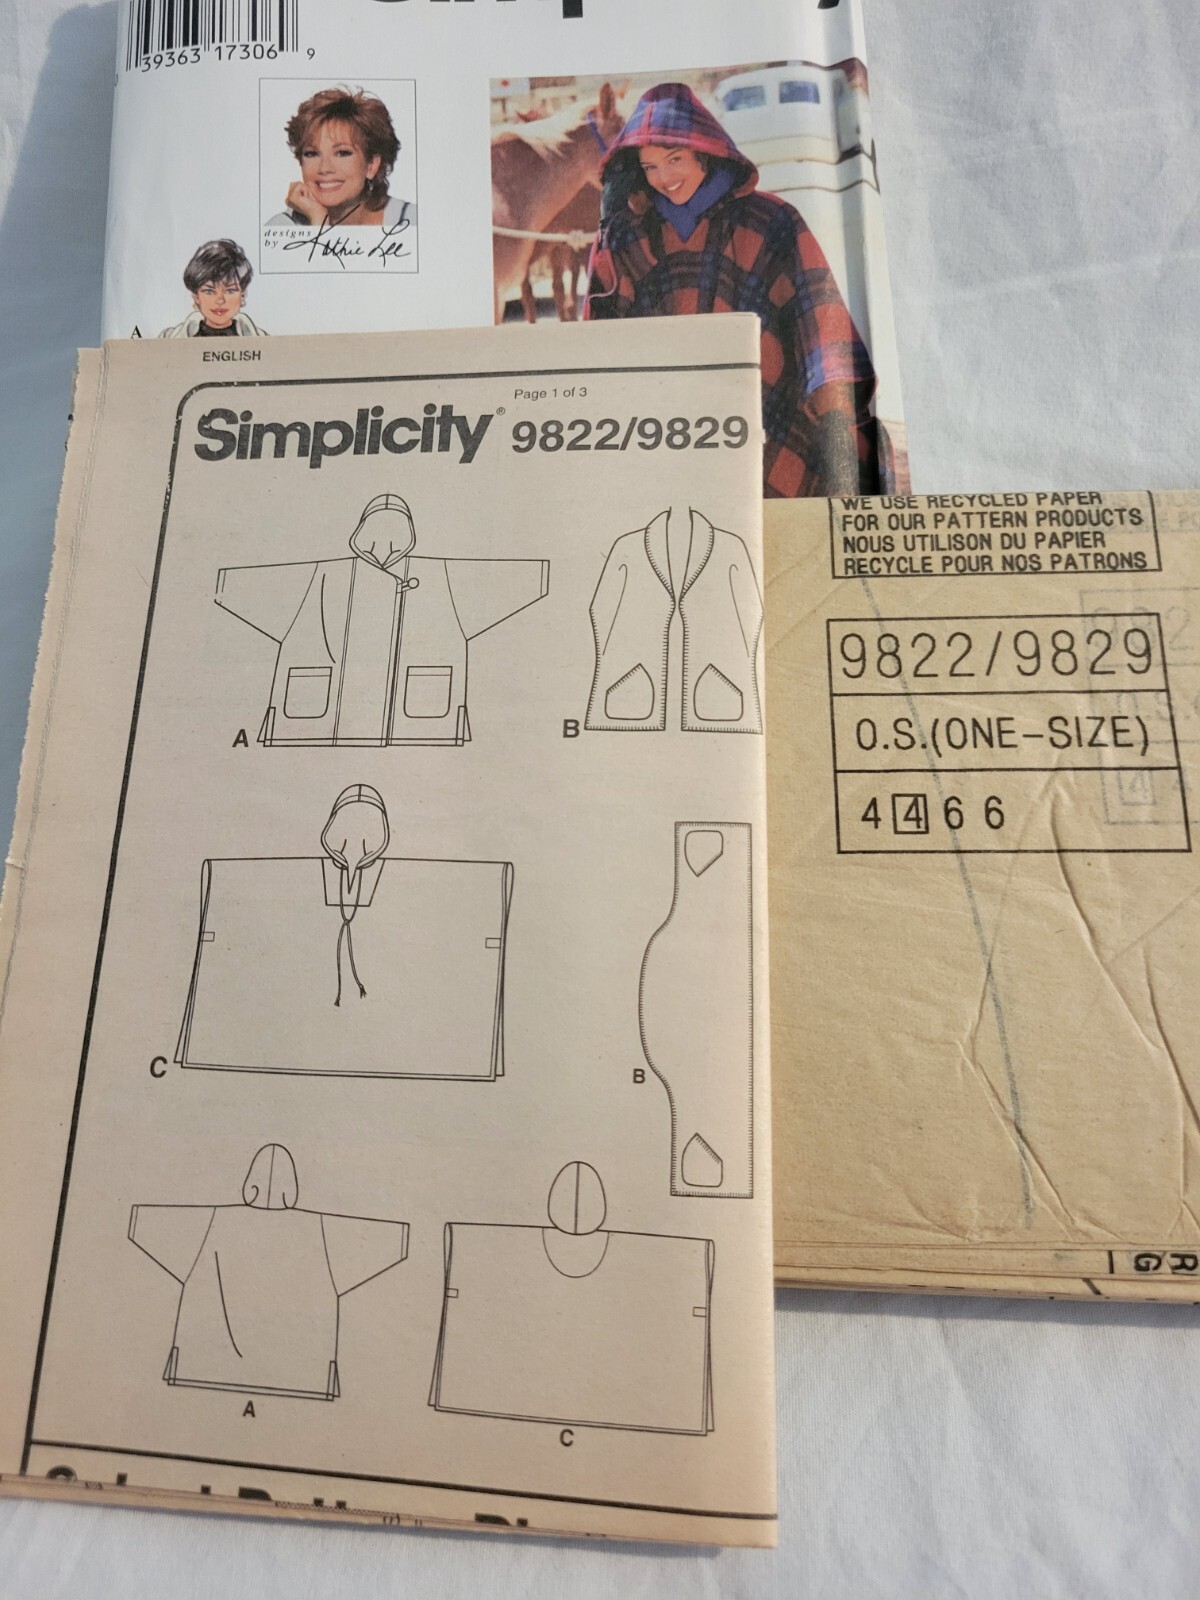 39363 17306 9
designs
by Kathie Lee
A
ENGLISH
Page 1 of 3
Simplicity® 9822/9829
A
B
C
B
A
C
WE USE RECYCLED PAPER
FOR OUR PATTERN PRODUCTS
NOUS UTILISON DU PAPIER
RECYCLE POUR NOS PATRONS
9822/9829
O.S.(ONE-SIZE)
4 4 6 6